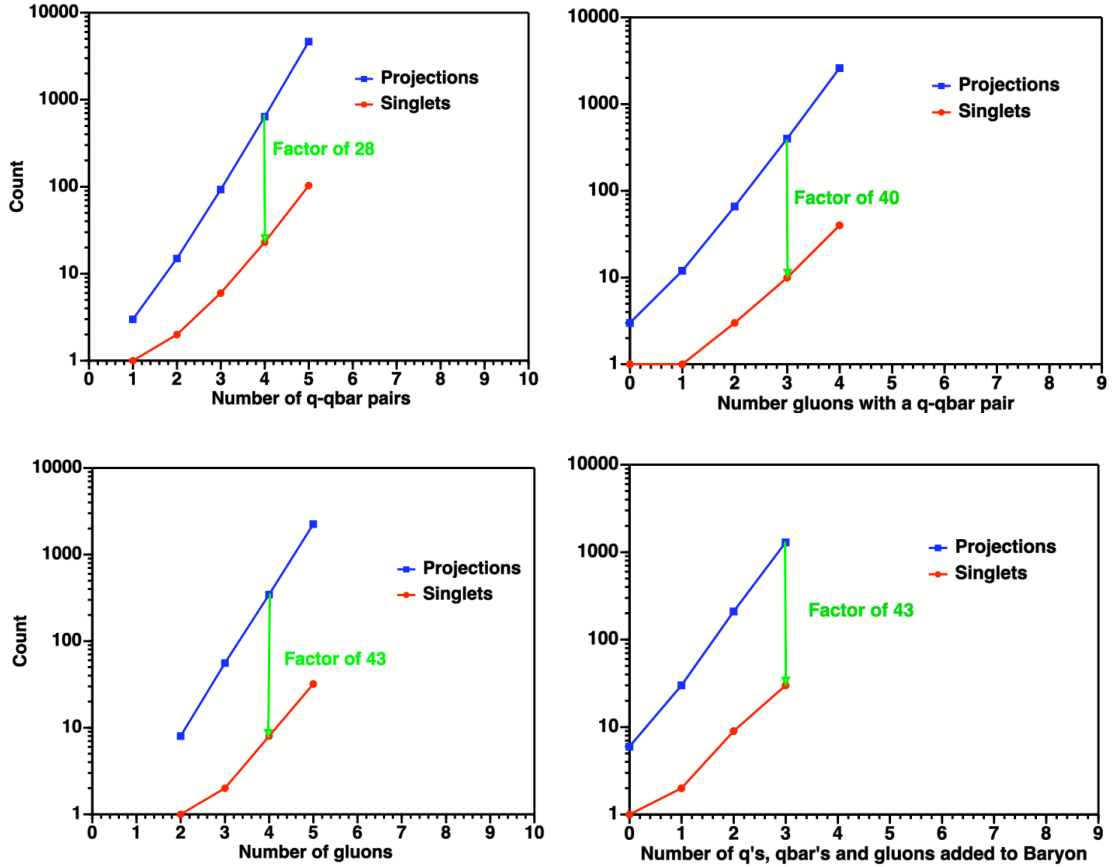 10000
1000
100
10
1
Count
Projections
Singlets
Factor of 28
0 1 2 3 4 5 6 7 8 9 10
Number of q-qbar pairs
10000
1000
100
10
1
Projections
Singlets
Factor of 40
0 1 2 3 4 5 6 7 8 9
Number gluons with a q-qbar pair
10000
1000
100
10
1
Count
Projections
Singlets
Factor of 43
0 1 2 3 4 5 6 7 8 9 10
Number of gluons
10000
1000
100
10
1
Projections
Singlets
Factor of 43
0 1 2 3 4 5 6 7 8 9
Number of q's, qbar's and gluons added to Baryon